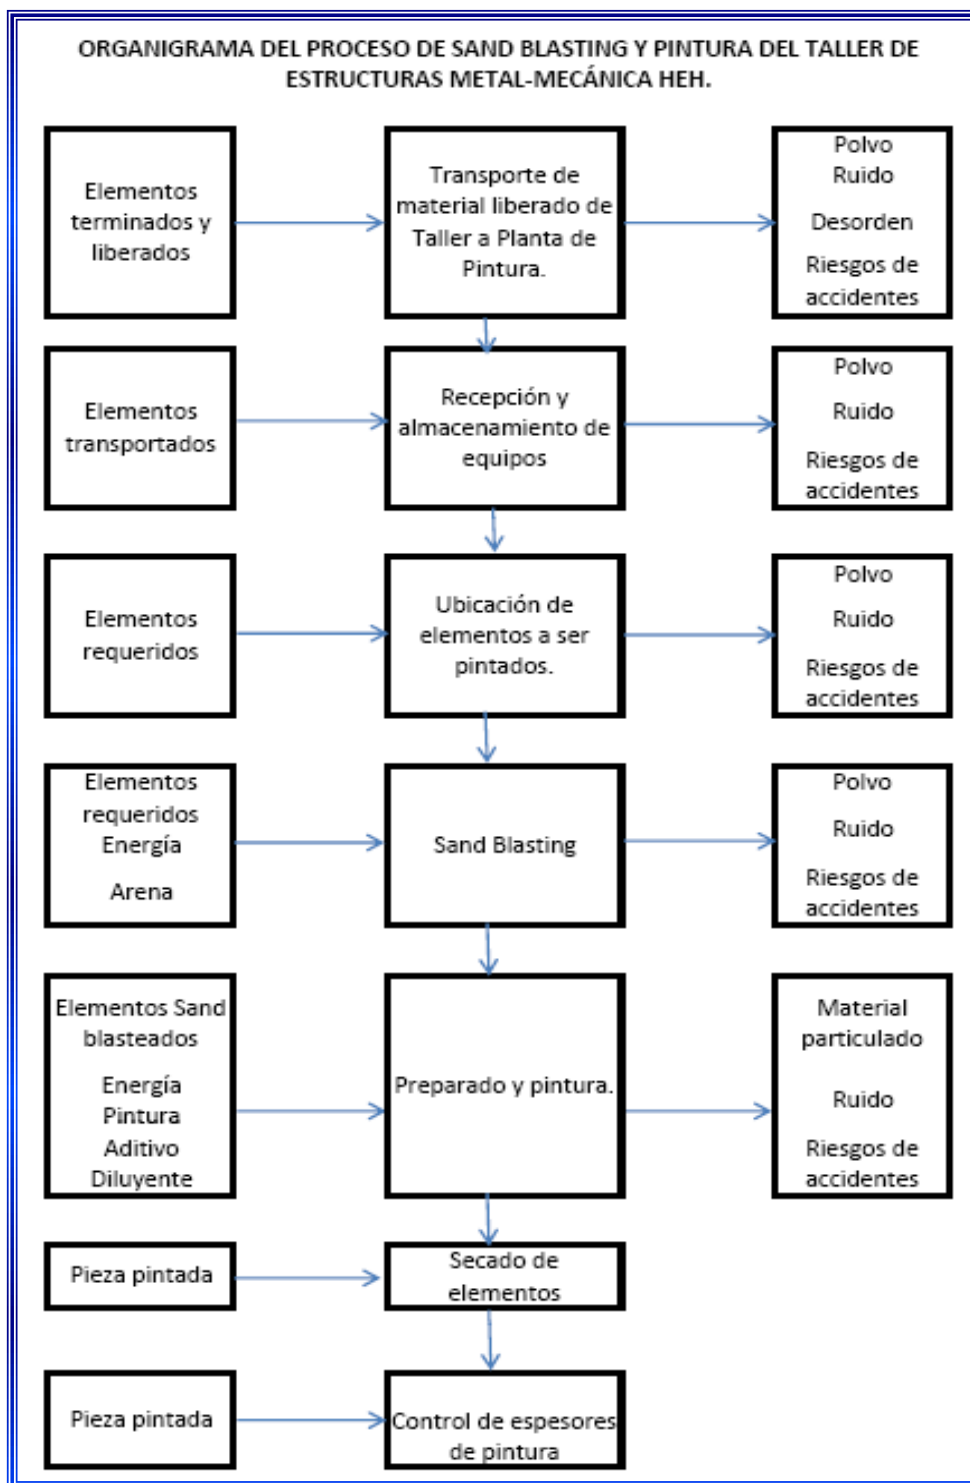 ORGANIGRAMA DEL PROCESO DE SAND BLASTING Y PINTURA DEL TALLER DE
ESTRUCTURAS METAL-MECÁNICA HEH.
Elementos
terminados y
liberados
Transporte de
material liberado de
Taller a Planta de
Pintura.
Polvo
Ruido
Desorden
Riesgos de
accidentes
Elementos
transportados
Recepción y
almacenamiento de
equipos
Polvo
Ruido
Riesgos de
accidentes
Elementos
requeridos
Ubicación de
elementos a ser
pintados.
Polvo
Ruido
Riesgos de
accidentes
Elementos
requeridos
Energía
Arena
Sand Blasting
Polvo
Ruido
Riesgos de
accidentes
Elementos Sand
blasteados
Energía
Pintura
Aditivo
Diluyente
Preparado y pintura.
Material
particulado
Ruido
Riesgos de
accidentes
Pieza pintada
Secado de
elementos
Pieza pintada
Control de espesores
de pintura